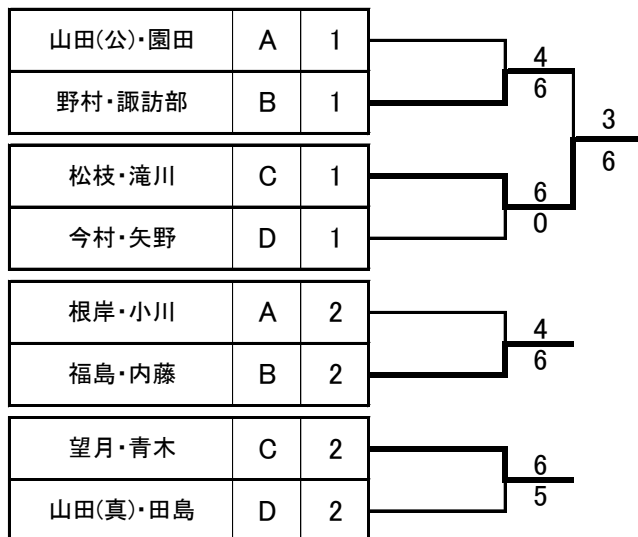 山田(公)・園田 A 1
4
野村・諏訪部 B 1
6
3
松枝・滝川 C 1
6
6
今村・矢野 D 1
0
根岸・小川 A 2
4
福島・内藤 B 2
6
望月・青木 C 2
6
山田(真)・田島 D 2
5